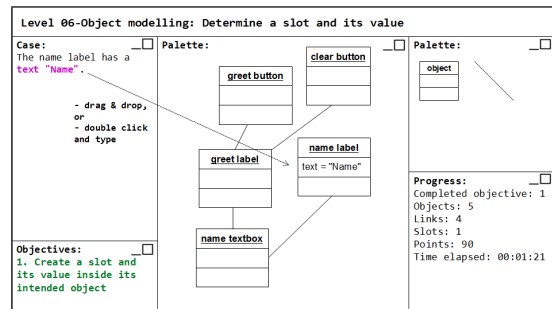 Level 06-Object modelling: Determine a slot and its value
Case:
The name label has a
text "Name".
- drag & drop,
or
- double click
and type
Objectives:
1. Create a slot and
its value inside its
intended object
Palette:
greet button
clear button
greet label
name label
text = "Name"
name textbox
Palette:
object
Progress:
Completed objective: 1
Objects: 5
Links: 4
Slots: 1
Points: 90
Time elapsed: 00:01:21